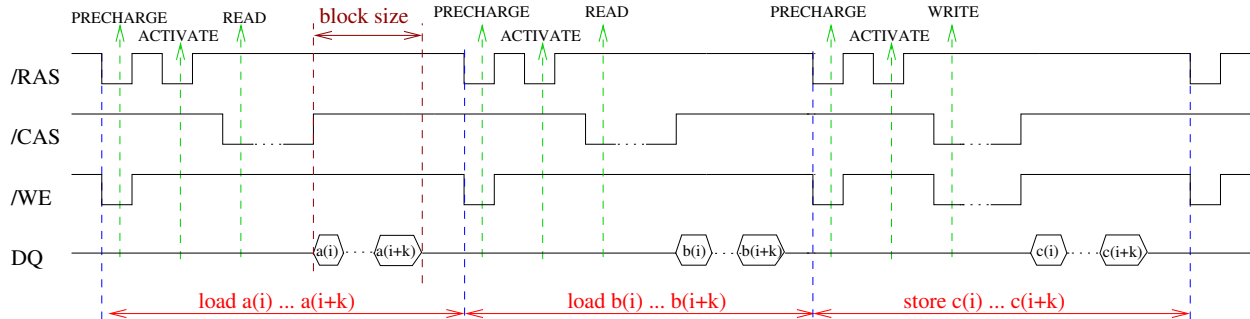 PRECHARGE READ block size PRECHARGE READ PRECHARGE WRITE
ACTIVATE ACTIVATE ACTIVATE
/RAS
/CAS
/WE
DQ a(i) a(i+k) b(i) b(i+k) c(i) c(i+k)
load a(i) ... a(i+k) load b(i) ... b(i+k) store c(i) ... c(i+k)